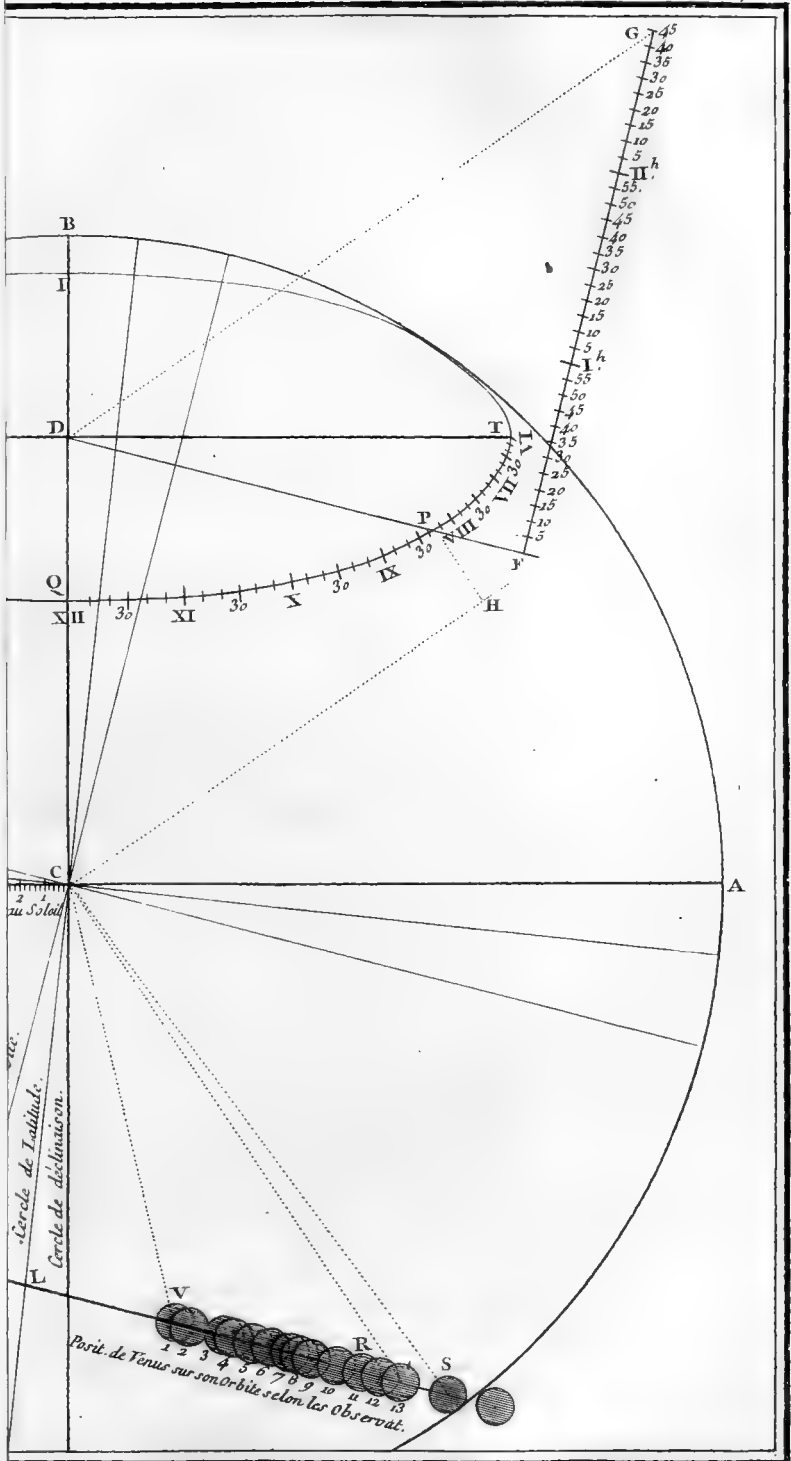 G
45
40
35
30
25
20
15
10
5
II.h
55.
50
45
40
35
30
25
20
15
10
5
I.h
55
50
45
40
35
30
25
20
15
10
5
F
B
I
D
T
VI
30
VII
30
VIII
P
30
IX
30
X
30
XI
30
XII
Q
H
C
A
2 1
au Soleil
Cercle de Latitude.
Cercle de déclinaison.
L
V
R
S
1 2 3 4 5 6 7 8 9 10 11 12 13
Posit. de Venus sur son Orbite selon les Observat.